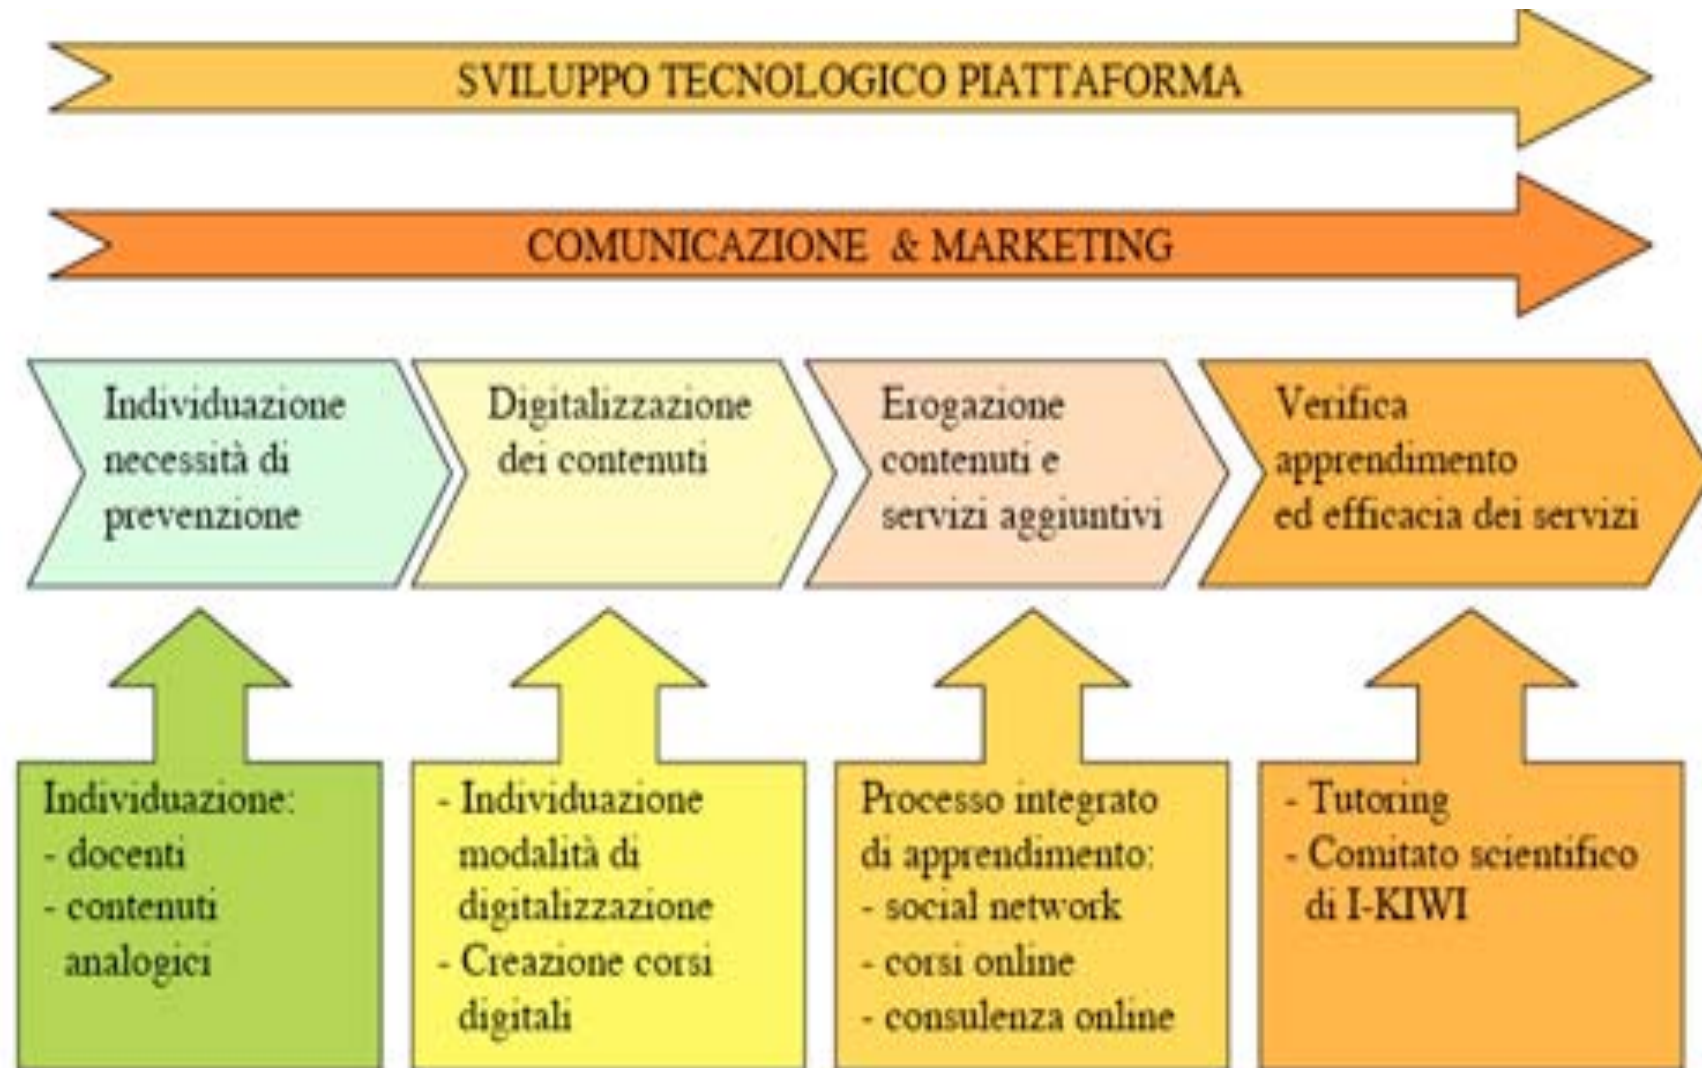 SVILUPPO TECNOLOGICO PIATTAFORMA
COMUNICAZIONE & MARKETING
Individuazione
necessità di
prevenzione
Digitalizzazione
dei contenuti
Erogazione
contenuti e
servizi aggiuntivi
Verifica
apprendimento
ed efficacia dei servizi
Individuazione:
- docenti
- contenuti
analogici
- Individuazione
modalità di
digitalizzazione
- Creazione corsi
digitali
Processo integrato
di apprendimento:
- social network
- corsi online
- consulenza online
- Tutoring
- Comitato scientifico
di I-KIWI